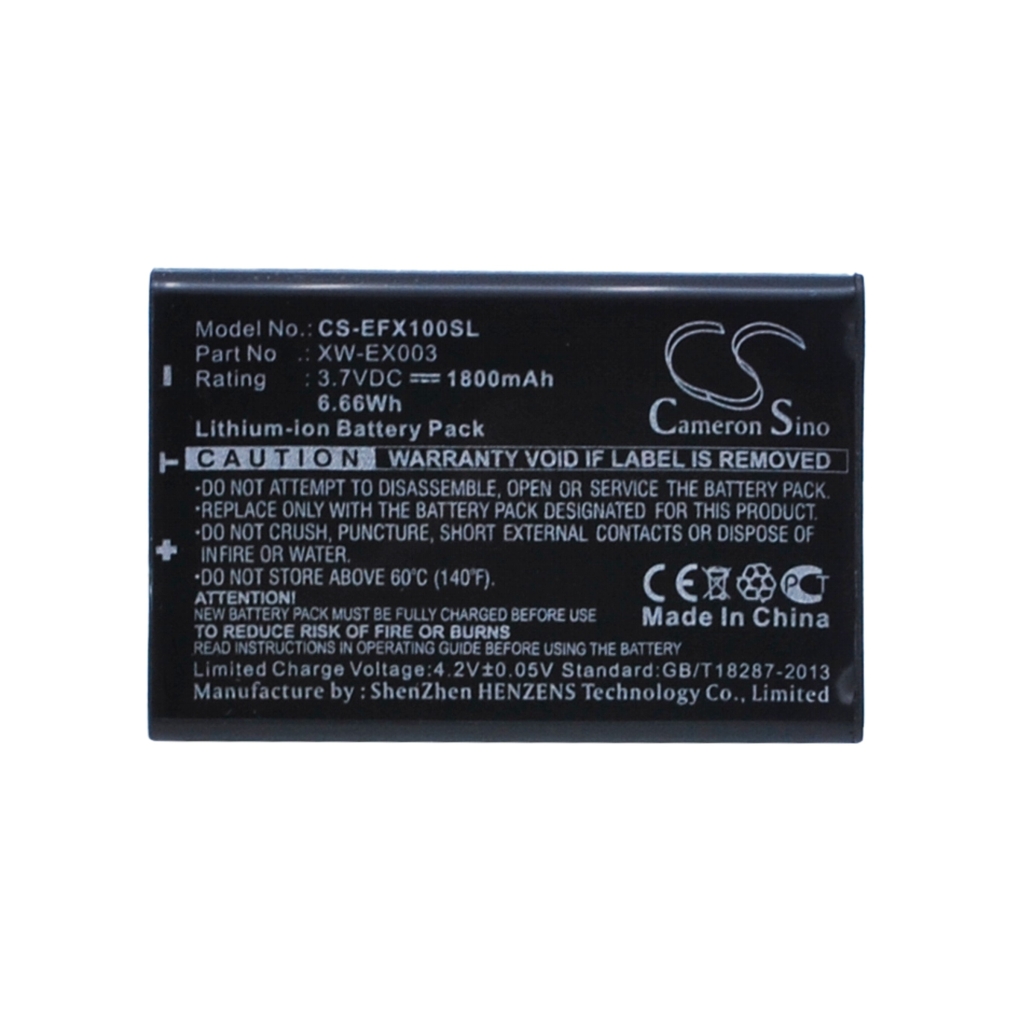 Model No.: CS-EFX100SL
Part No .: XW-EX003
Rating : 3.7VDC ⎓ 1800mAh
6.66Wh
Lithium-ion Battery Pack
CS
Cameron Sino
CAUTION WARRANTY VOID IF LABEL IS REMOVED
•DO NOT ATTEMPT TO DISASSEMBLE, OPEN OR SERVICE THE BATTERY PACK.
•REPLACE ONLY WITH THE BATTERY PACK DESIGNATED FOR THIS PRODUCT.
•DO NOT CRUSH, PUNCTURE, SHORT EXTERNAL CONTACTS OR DISPOSE OF
IN FIRE OR WATER.
•DO NOT STORE ABOVE 60°C (140°F).
ATTENTION!
NEW BATTERY PACK MUST BE FULLY CHARGED BEFORE USE
TO REDUCE RISK OF FIRE OR BURNS
READ INSTRUCTIONS IN OPERATING GUIDE BEFORE USING THE BATTERY
CE PCT
Made in China
Limited Charge Voltage:4.2V±0.05V Standard:GB/T18287-2013
Manufacture by : ShenZhen HENZENS Technology Co., Limited
- T +